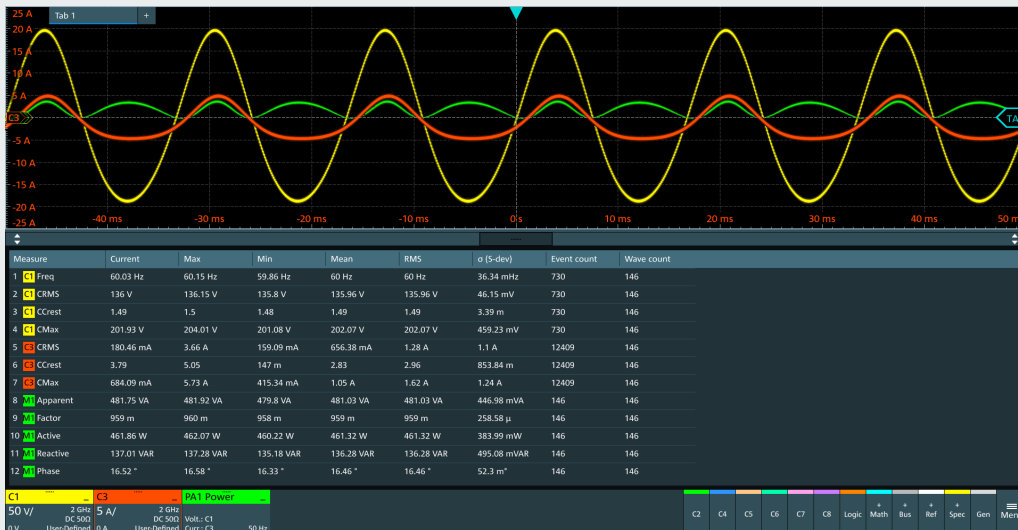 25 A
Tab 1 +
20 A
15 A
10 A
5 A
C3
TA
-5 A
-10 A
-15 A
-20 A
-25 A
-40 ms -30 ms -20 ms -10 ms 0 s 10 ms 20 ms 30 ms 40 ms 50 m
Measure Current Max Min Mean RMS σ (S-dev) Event count Wave count
1 C1 Freq 60.03 Hz 60.15 Hz 59.86 Hz 60 Hz 60 Hz 36.34 mHz 730 146
2 C1 CRMS 136 V 136.15 V 135.8 V 135.96 V 135.96 V 46.15 mV 730 146
3 C1 CCrest 1.49 1.5 1.48 1.49 1.49 3.39 m 730 146
4 C1 CMax 201.93 V 204.01 V 201.08 V 202.07 V 202.07 V 459.23 mV 730 146
5 C3 CRMS 180.46 mA 3.66 A 159.09 mA 656.38 mA 1.28 A 1.1 A 12409 146
6 C3 CCrest 3.79 5.05 147 m 2.83 2.96 853.84 m 12409 146
7 C3 CMax 684.09 mA 5.73 A 415.34 mA 1.05 A 1.62 A 1.24 A 12409 146
8 M1 Apparent 481.75 VA 481.92 VA 479.8 VA 481.03 VA 481.03 VA 446.98 mVA 146 146
9 M1 Factor 959 m 960 m 958 m 959 m 959 m 258.58 µ 146 146
10 M1 Active 461.86 W 462.07 W 460.22 W 461.32 W 461.32 W 383.99 mW 146 146
11 M1 Reactive 137.01 VAR 137.28 VAR 135.18 VAR 136.28 VAR 136.28 VAR 495.08 mVAR 146 146
12 M1 Phase 16.52 ° 16.58 ° 16.33 ° 16.46 ° 16.46 ° 52.3 m° 146 146
C1 C3 PA1 Power
50 V/ 2 GHz 5 A/ 2 GHz
DC 50Ω DC 50Ω Volt.: C1
0 V User-Defined 0 A User-Defined Curr.: C3 50 Hz
C2 C4 C5 C6 C7 C8 Logic + Math + Bus + Ref + Spec Gen Men